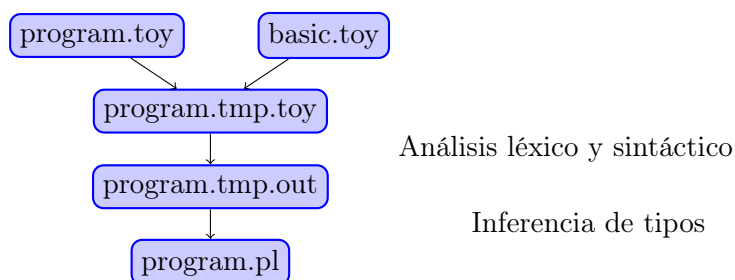 program.toy
basic.toy
program.tmp.toy
Análisis léxico y sintáctico
program.tmp.out
Inferencia de tipos
program.pl